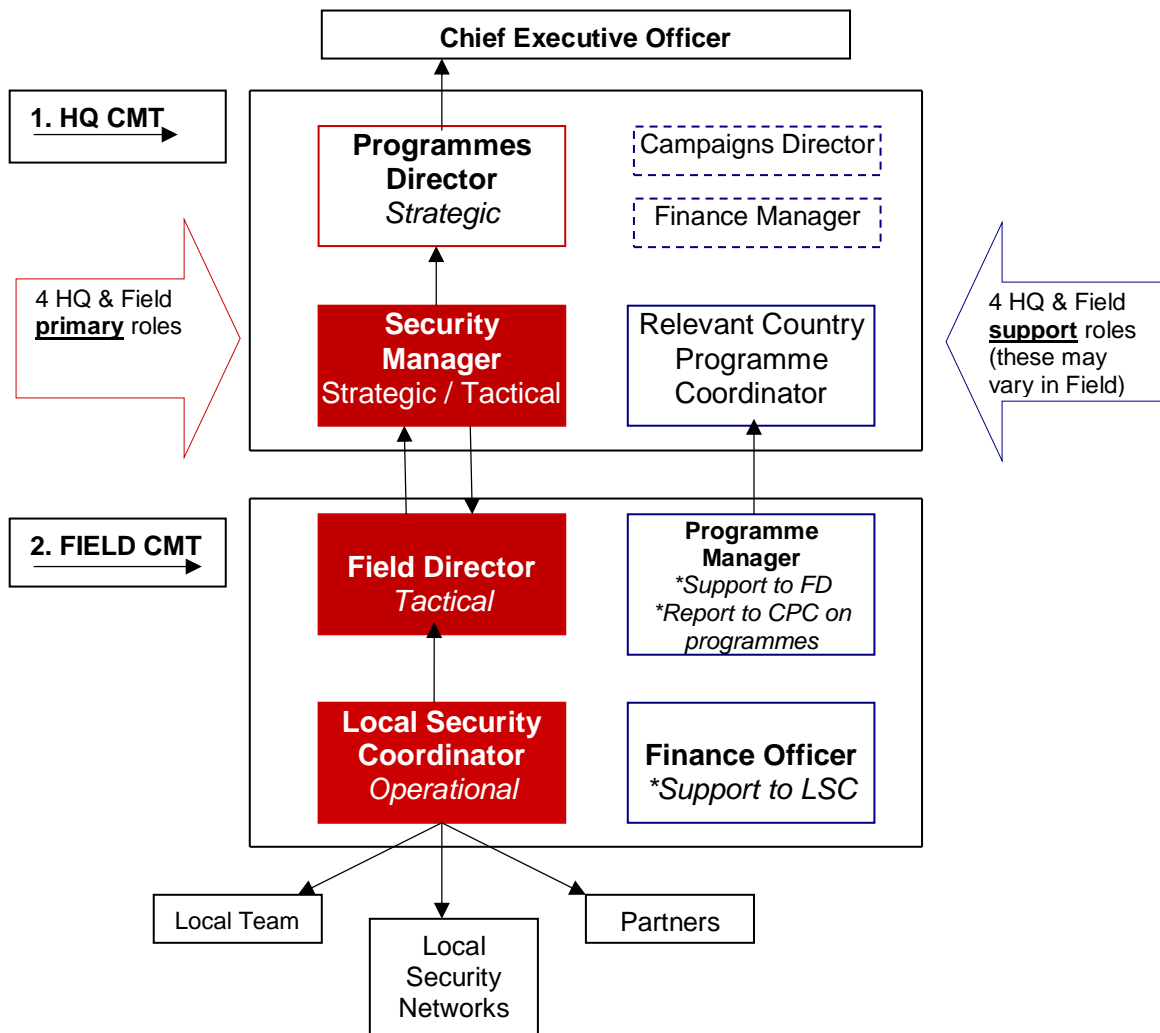 Chief Executive Officer
1. HQ CMT
Programmes
Director
Strategic
Campaigns Director
Finance Manager
4 HQ & Field
primary roles
Security
Manager
Strategic / Tactical
Relevant Country
Programme
Coordinator
4 HQ & Field
support roles
(these may
vary in Field)
2. FIELD CMT
Field Director
Tactical
Programme
Manager
*Support to FD
*Report to CPC on
programmes
Local Security
Coordinator
Operational
Finance Officer
*Support to LSC
Local Team
Local
Security
Networks
Partners